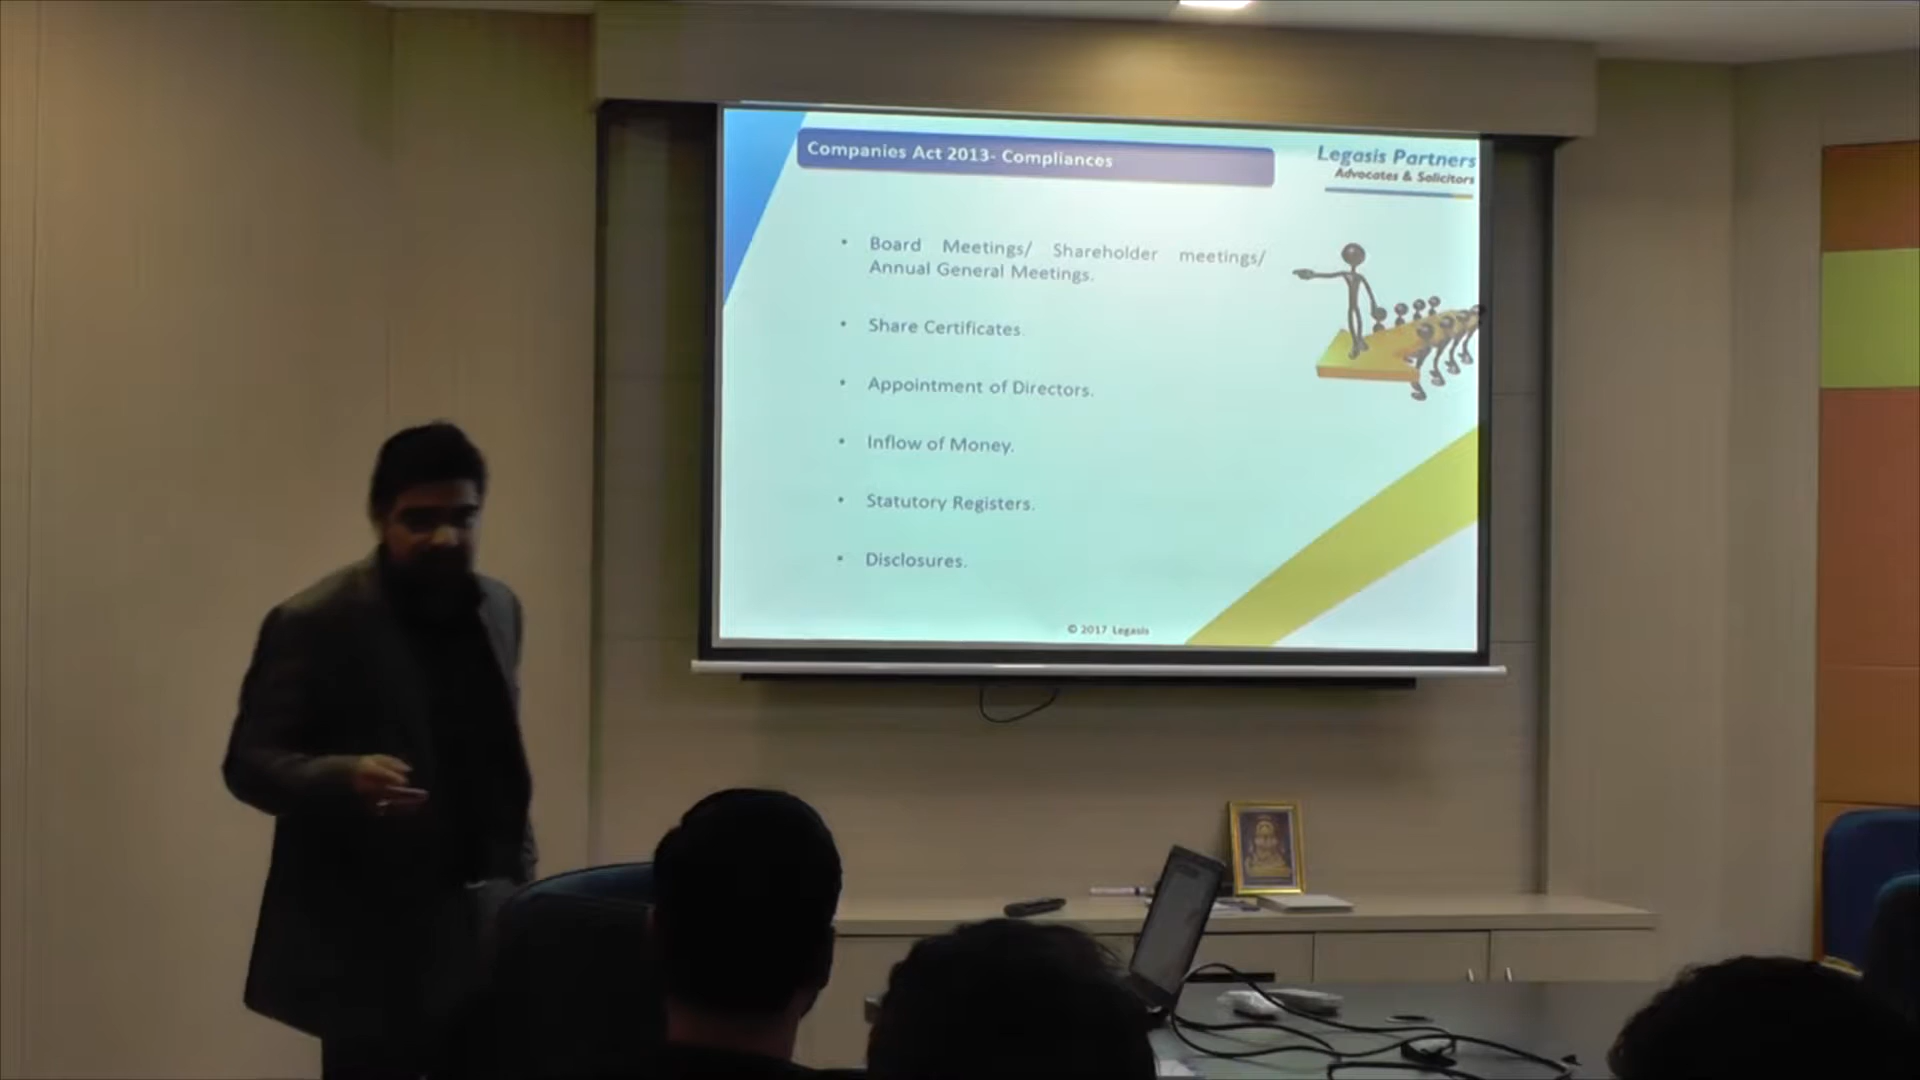 Companies Act 2013- Compliances
Legasis Partners
Advocates & Solicitors
• Board Meetings/ Shareholder meetings/
Annual General Meetings.
• Share Certificates.
• Appointment of Directors.
• Inflow of Money.
• Statutory Registers.
• Disclosures.
© 2017 Legasis